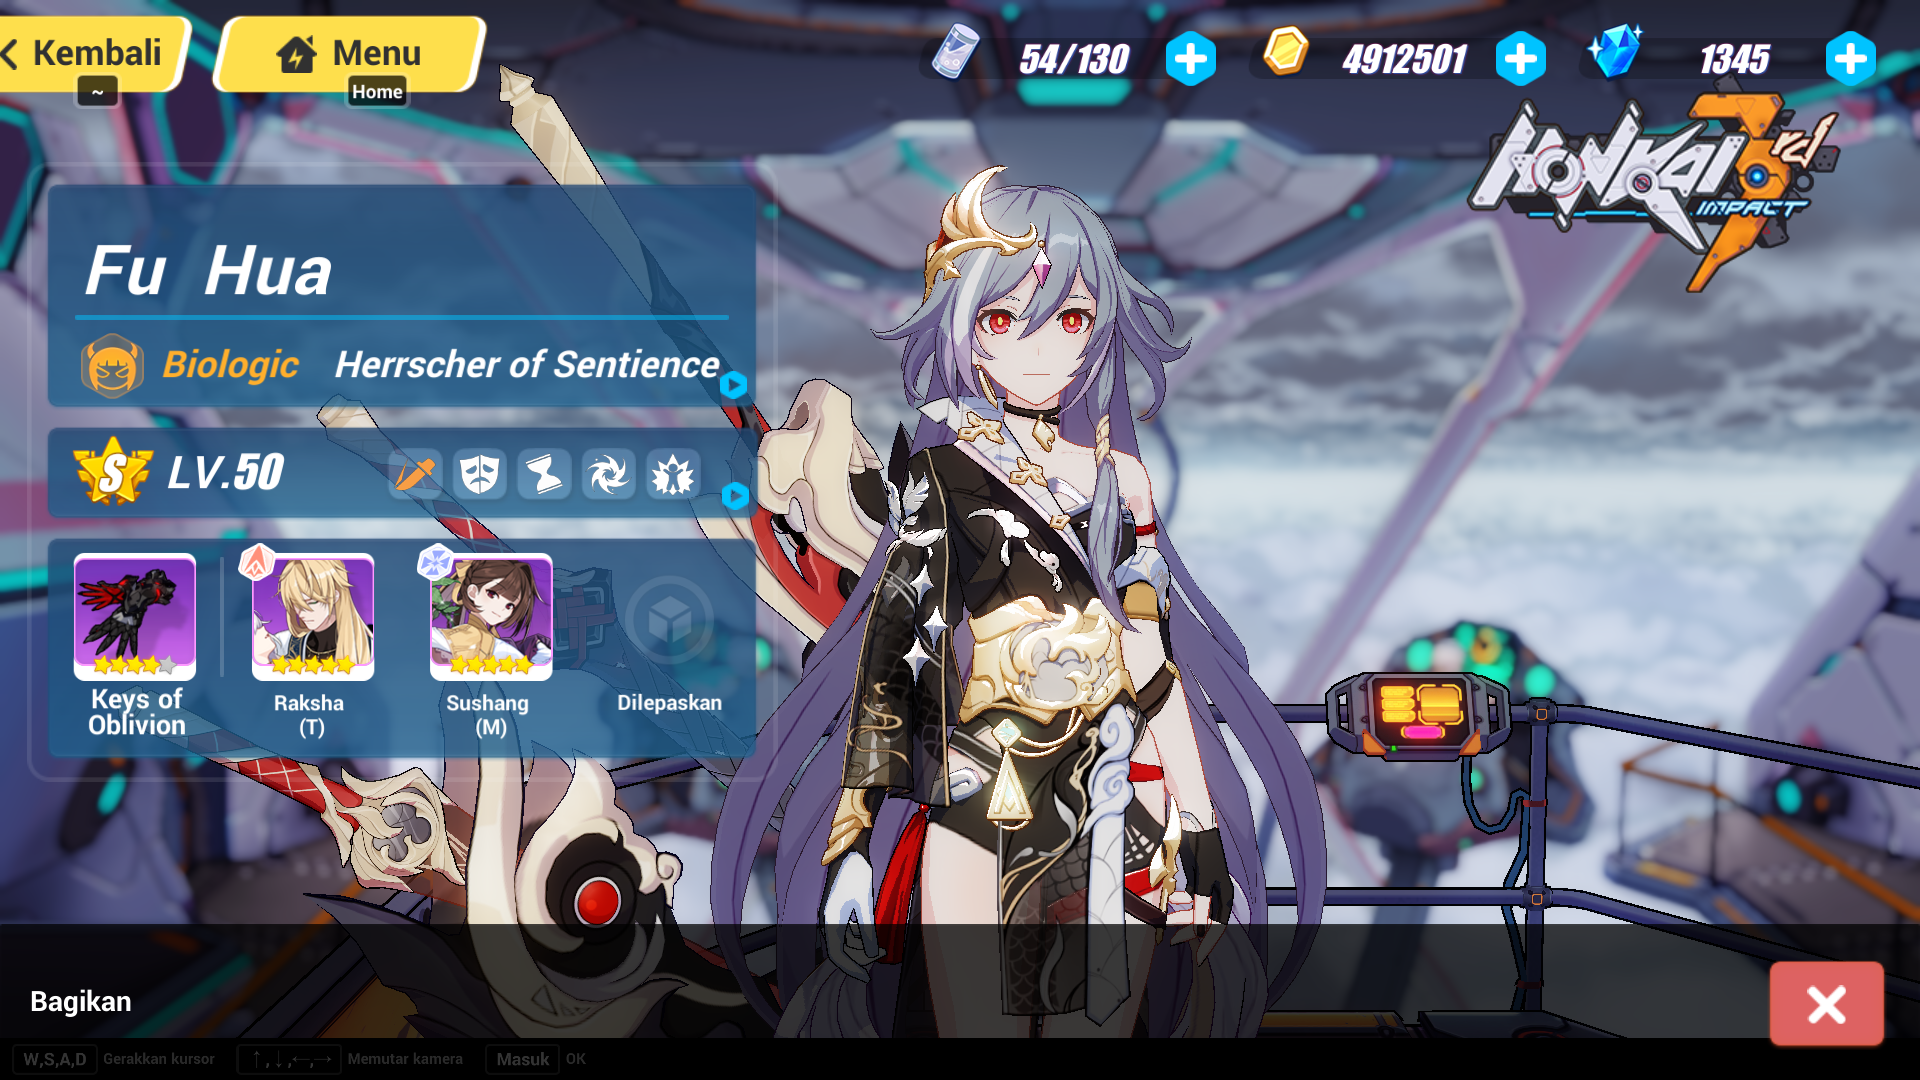 Kembali
~
Menu
Home
54/130
4912501
1345
HONKAI 3rd
IMPACT
Fu Hua
Biologic Herrscher of Sentience
S LV.50
Keys of
Oblivion
Raksha
(T)
Sushang
(M)
Dilepaskan
Bagikan
W,S,A,D Gerakkan kursor ↑,↓,←,→ Memutar kamera Masuk OK